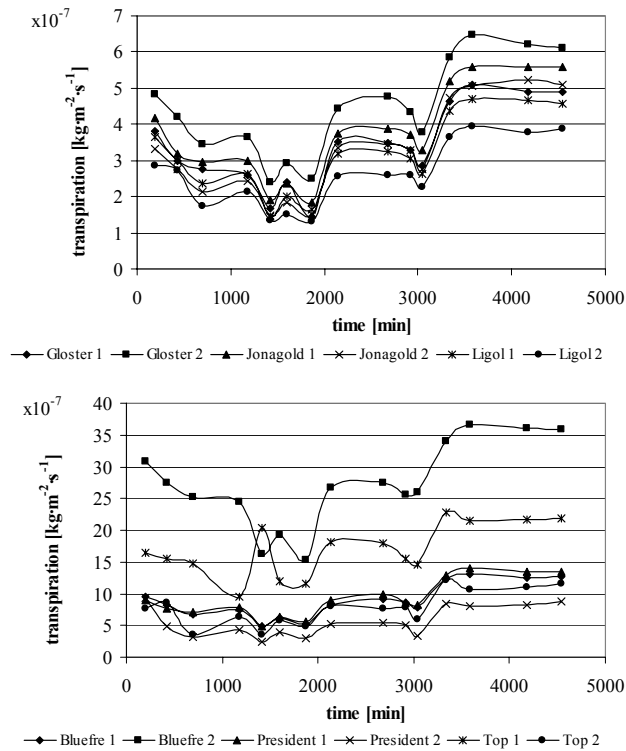 x10⁻⁷
7
6
5
4
3
2
1
0
transpiration [kg·m⁻²·s⁻¹]
0 1000 2000 3000 4000 5000
time [min]
Gloster 1 Gloster 2 Jonagold 1 Jonagold 2 Ligol 1 Ligol 2
x10⁻⁷
40
35
30
25
20
15
10
5
0
transpiration [kg·m⁻²·s⁻¹]
0 1000 2000 3000 4000 5000
time [min]
Bluefre 1 Bluefre 2 President 1 President 2 Top 1 Top 2